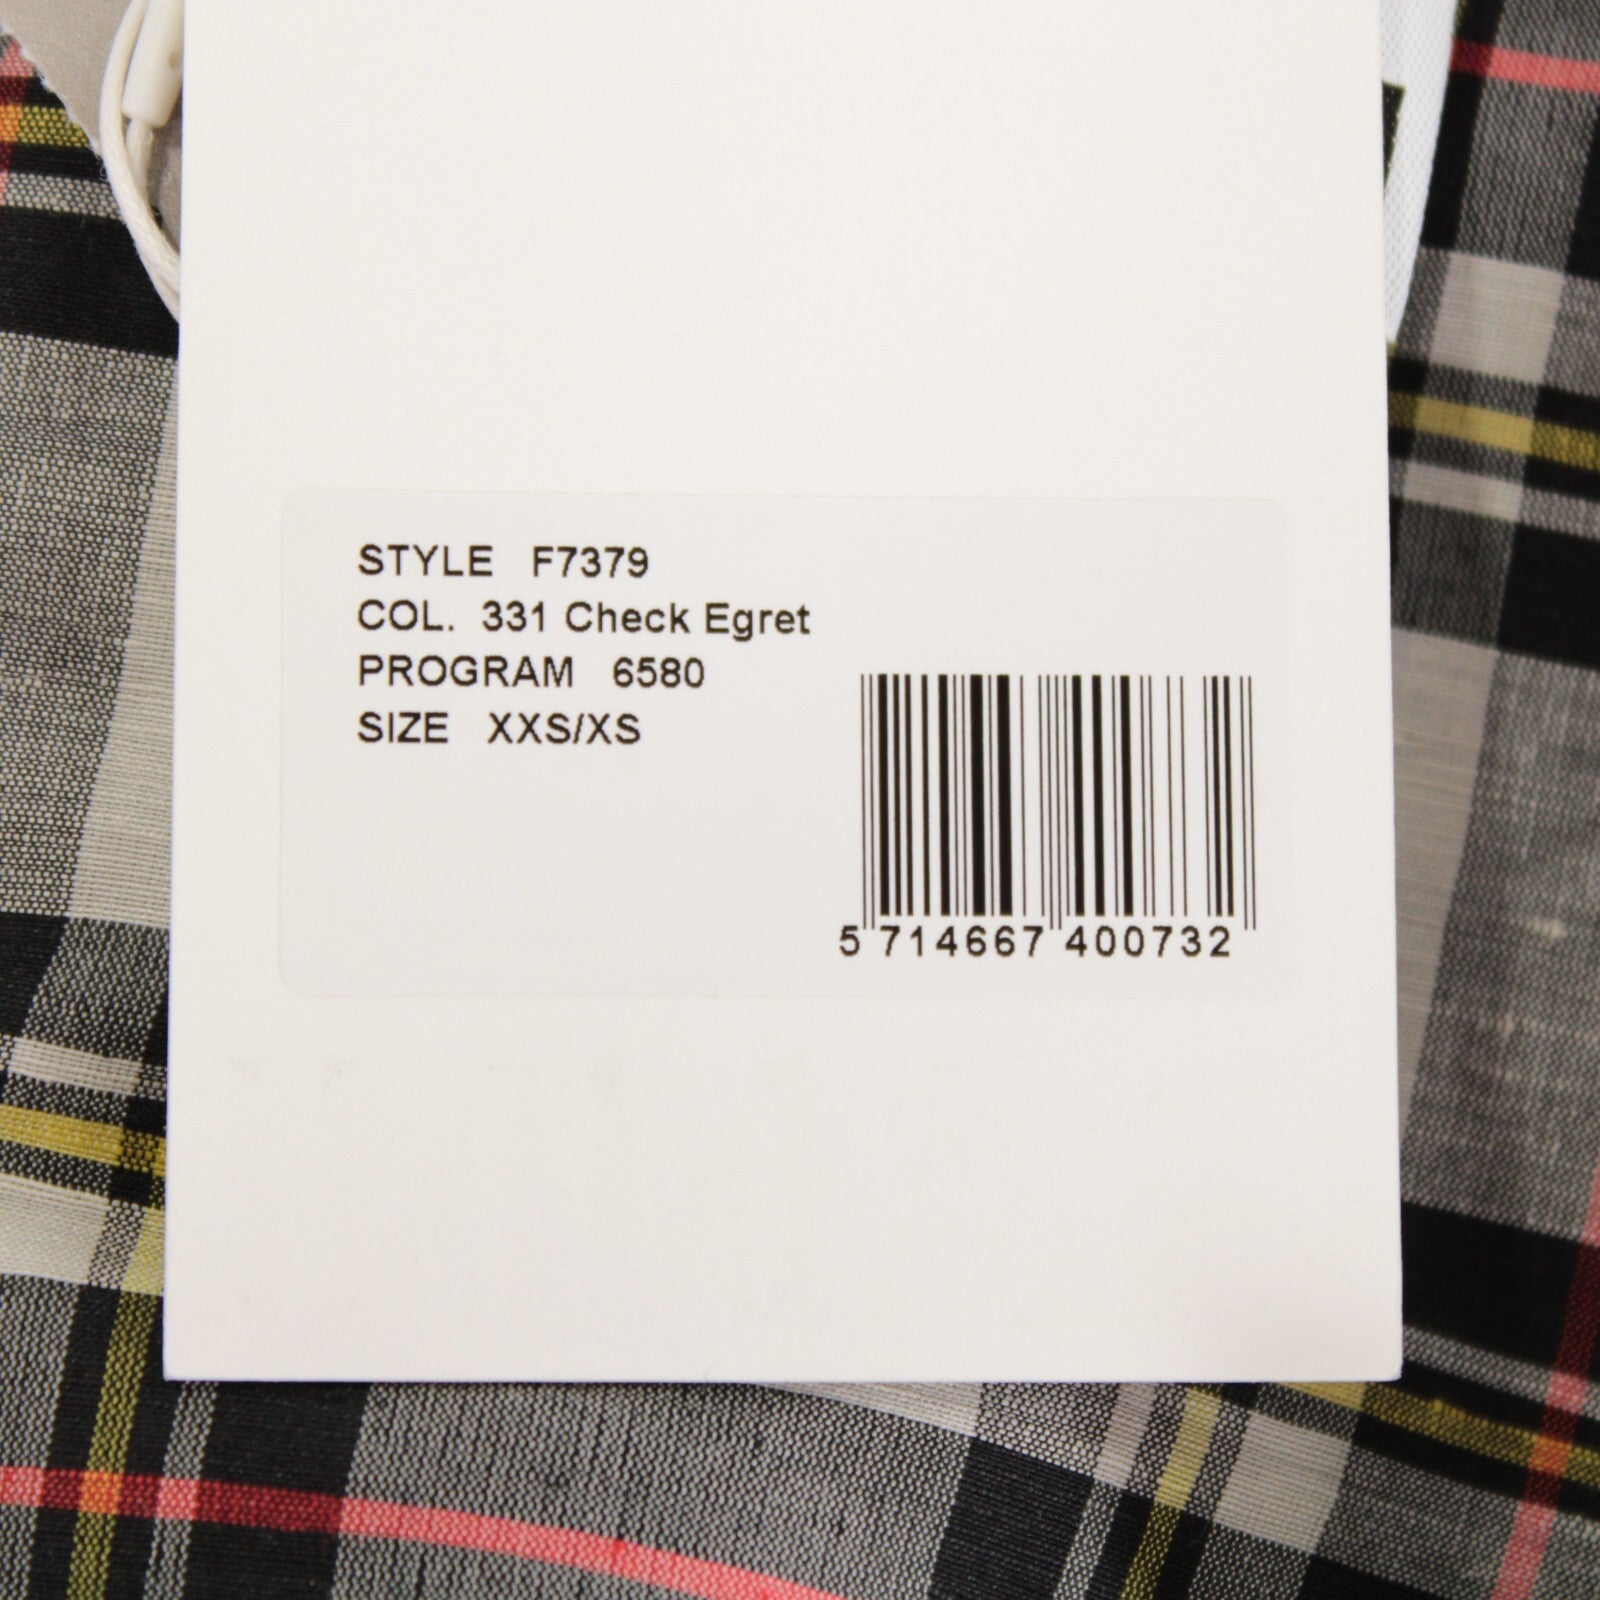 STYLE F7379
COL. 331 Check Egret
PROGRAM 6580
SIZE XXS/XS
5 714667 400732